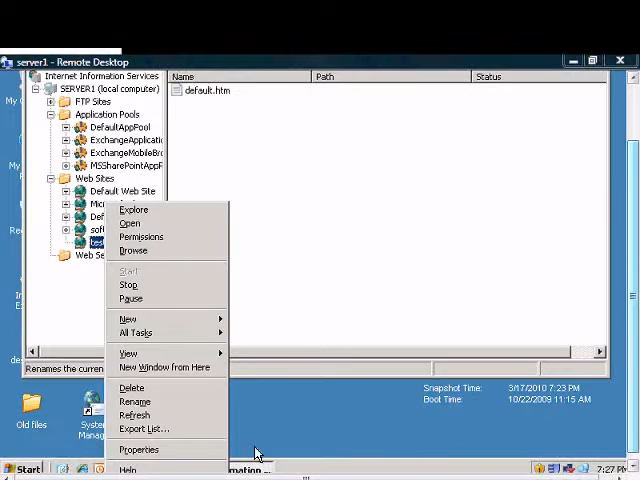 server1 - Remote Desktop
Internet Information Services
Name Path Status
SERVER1 (local computer)
default.htm
FTP Sites
Application Pools
DefaultAppPool
MSSharePointAppP
Web Sites
Default Web Site
Explore
Open
Permissions
Browse
Start
Stop
Pause
New
All Tasks
View
New Window from Here
Renames the curren
Delete
Rename
Refresh
Export List...
Properties
Help
Snapshot Time: 3/17/2010 7:23 PM
Boot Time: 10/22/2009 11:15 AM
Old files
System
Start
7:27 PM